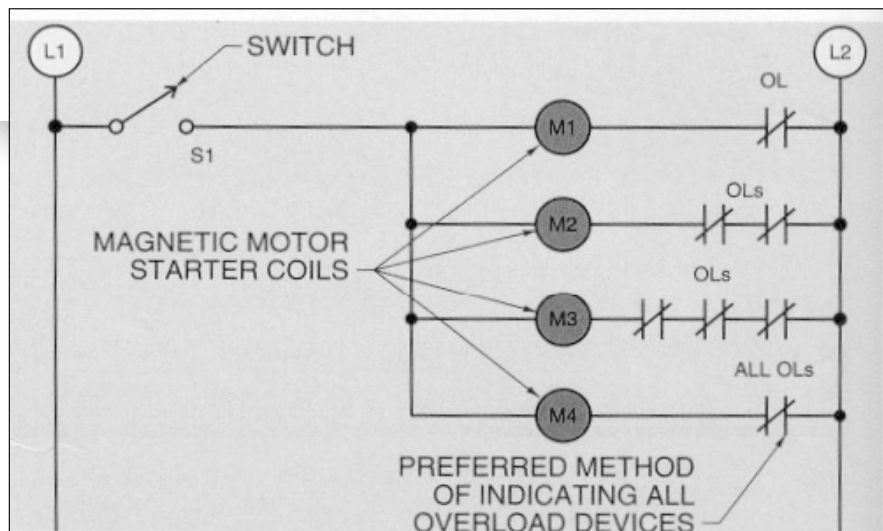 L1
SWITCH
L2
OL
S1
M1
OLs
M2
MAGNETIC MOTOR
STARTER COILS
OLs
M3
ALL OLs
M4
PREFERRED METHOD
OF INDICATING ALL
OVERLOAD DEVICES